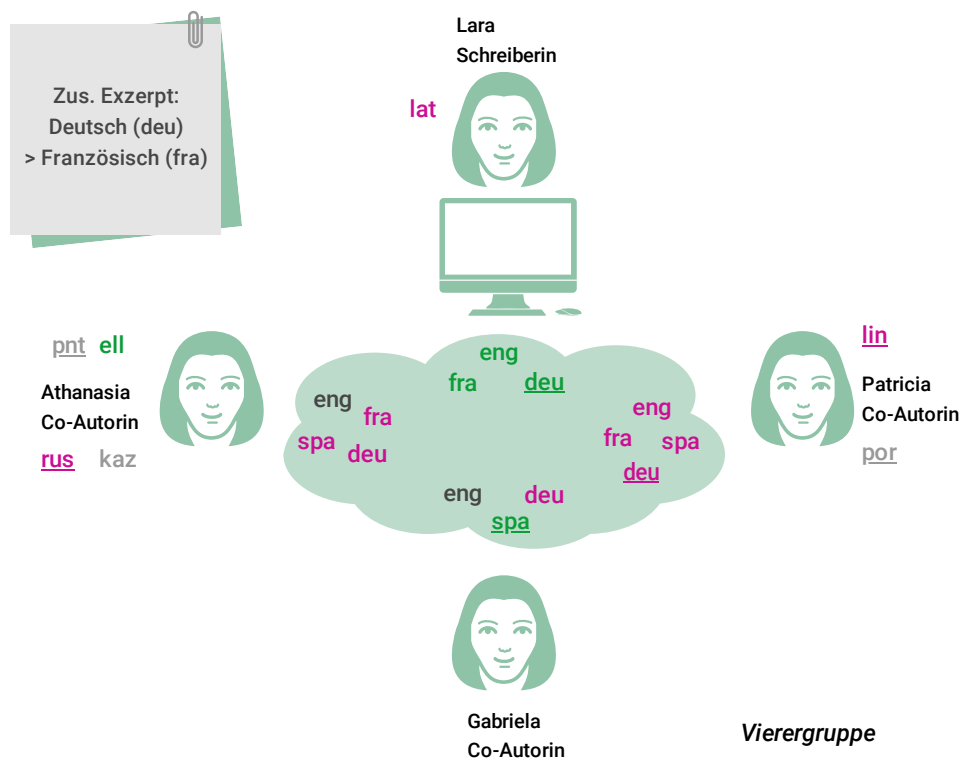 Zus. Exzerpt:
Deutsch (deu)
> Französisch (fra)
Lara
Schreiberin
lat
pnt ell
Athanasia
Co-Autorin
rus kaz
eng
fra deu
eng
fra
spa
deu
eng
fra spa
deu
eng deu
spa
lin
Patricia
Co-Autorin
por
Gabriela
Co-Autorin
Vierergruppe